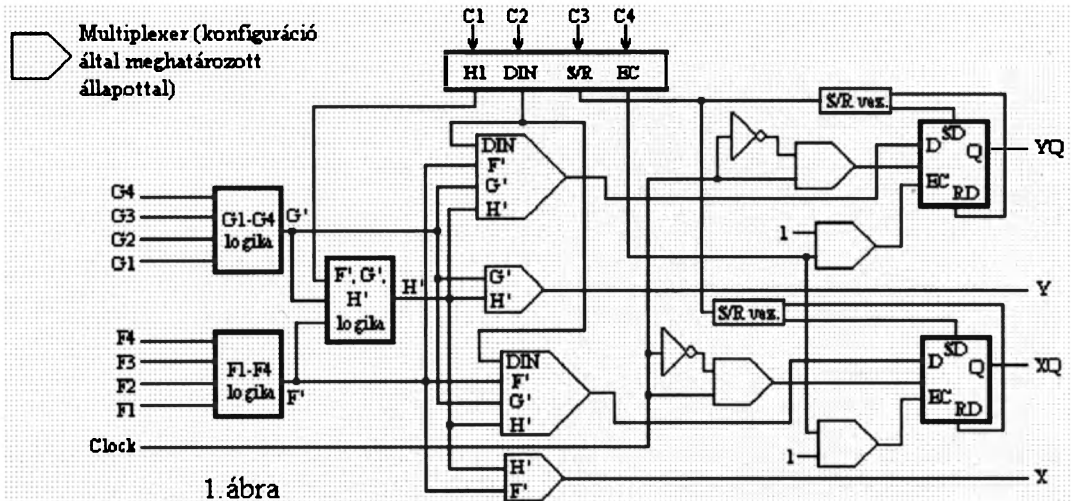 Multiplexer (konfiguráció
által meghatározott
állapottal)
C1 C2 C3 C4
H1 DIN S/R EC
S/R vez.
DIN
F'
G'
H'
D SD Q
EC RD
YQ
G4
G3
G2
G1
G1-G4
logika
G'
F', G',
H'
logika
H'
1
G'
H'
Y
S/R vez.
F4
F3
F2
F1
F1-F4
logika
F'
DIN
F'
G'
H'
D SD Q
EC RD
XQ
Clock
1
H'
F'
X
1. ábra